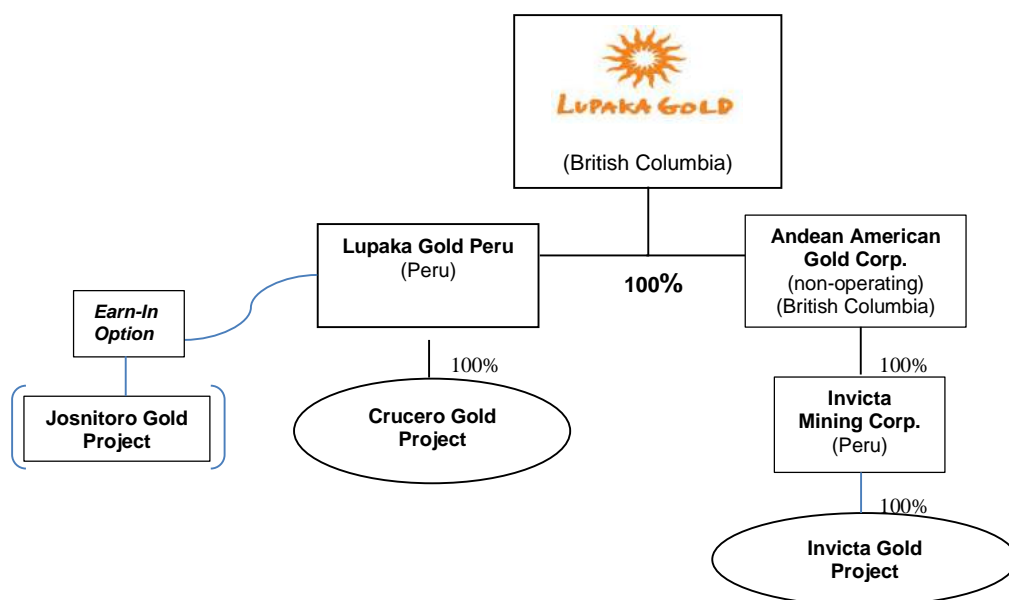 LUPAKA GOLD
(British Columbia)
Lupaka Gold Peru
(Peru)
100%
Andean American
Gold Corp.
(non-operating)
(British Columbia)
Earn-In
Option
100%
100%
Josnitoro Gold
Project
Crucero Gold
Project
Invicta
Mining Corp.
(Peru)
100%
Invicta Gold
Project